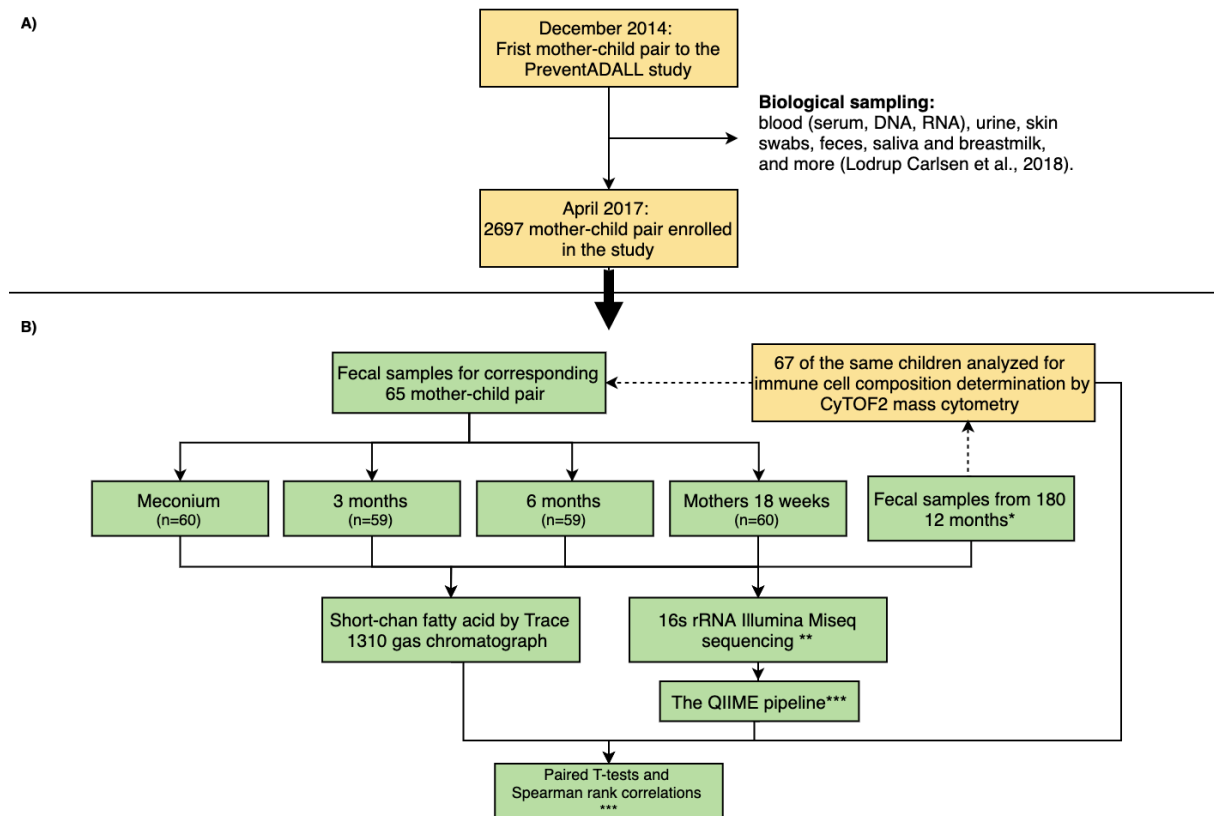 A)
December 2014:
Frist mother-child pair to the
PreventADALL study
Biological sampling:
blood (serum, DNA, RNA), urine, skin
swabs, feces, saliva and breastmilk,
and more (Lodrup Carlsen et al., 2018).
April 2017:
2697 mother-child pair enrolled
in the study
B)
Fecal samples for corresponding
65 mother-child pair
67 of the same children analyzed for
immune cell composition determination by
CyTOF2 mass cytometry
Meconium
(n=60)
3 months
(n=59)
6 months
(n=59)
Mothers 18 weeks
(n=60)
Fecal samples from 180
12 months*
Short-chan fatty acid by Trace
1310 gas chromatograph
16s rRNA Illumina Miseq
sequencing **
The QIIME pipeline***
Paired T-tests and
Spearman rank correlations
***